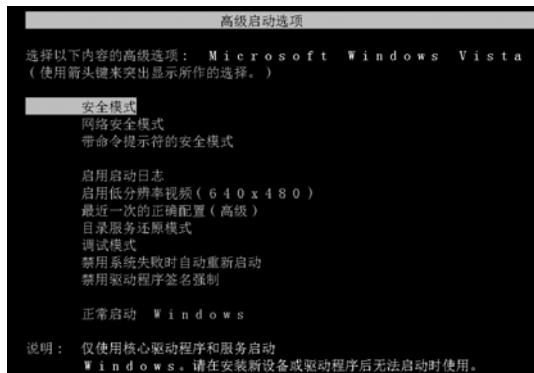 高级启动选项
选择以下内容的高级选项： Microsoft Windows Vista
（使用箭头键来突出显示所作的选择。）
安全模式
网络安全模式
带命令提示符的安全模式
启用启动日志
启用低分辨率视频（640x480）
最近一次的正确配置（高级）
目录服务还原模式
调试模式
禁用系统失败时自动重新启动
禁用驱动程序签名强制
正常启动 Windows
说明： 仅使用核心驱动程序和服务启动
Windows。请在安装新设备或驱动程序后无法启动时使用。